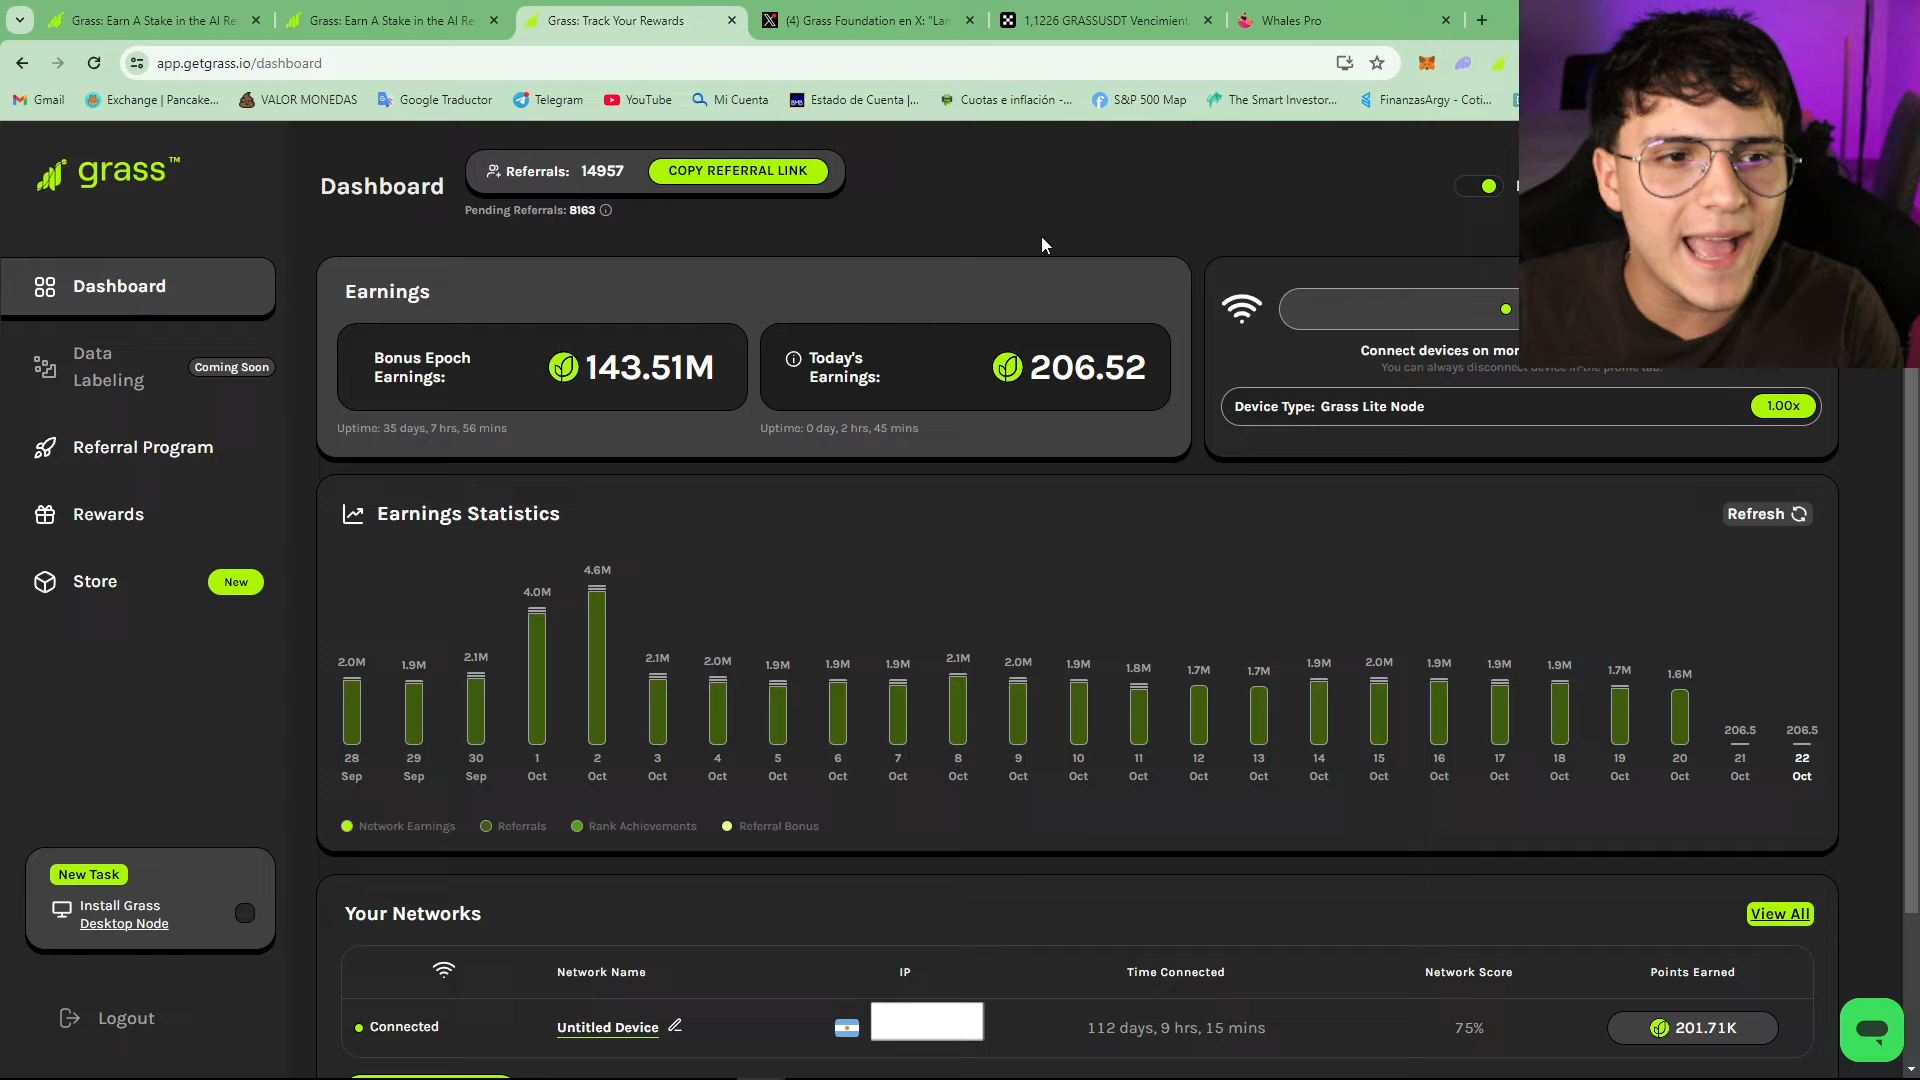 Grass: Earn A Stake in the AI Re
Grass: Earn A Stake in the AI Re
Grass: Track Your Rewards
(4) Grass Foundation en X: "Lan
1,1226 GRASSUSDT Vencimient
Whales Pro
app.getgrass.io/dashboard
Gmail
Exchange | Pancake...
VALOR MONEDAS
Google Traductor
Telegram
YouTube
Mi Cuenta
Estado de Cuenta |...
Cuotas e inflación -...
S&P 500 Map
The Smart Investor...
FinanzasArgy - Coti...
grass™
Dashboard
Referrals: 14957
COPY REFERRAL LINK
Pending Referrals: 8163
Dashboard
Data
Labeling
Coming Soon
Referral Program
Rewards
Store
New
Earnings
Bonus Epoch
Earnings:
143.51M
Uptime: 35 days, 7 hrs, 56 mins
Today's
Earnings:
206.52
Uptime: 0 day, 2 hrs, 45 mins
Connect devices on mor
You can always disconnect device in the profile tab.
Device Type: Grass Lite Node
1.00x
Earnings Statistics
Refresh
2.0M 1.9M 2.1M 4.0M 4.6M 2.1M 2.0M 1.9M 1.9M 1.9M 2.1M 2.0M 1.9M 1.8M 1.7M 1.7M 1.9M 2.0M 1.9M 1.9M 1.9M 1.7M 1.6M 206.5 206.5
28 29 30 1 2 3 4 5 6 7 8 9 10 11 12 13 14 15 16 17 18 19 20 21 22
Sep Sep Sep Oct Oct Oct Oct Oct Oct Oct Oct Oct Oct Oct Oct Oct Oct Oct Oct Oct Oct Oct Oct Oct Oct
Network Earnings
Referrals
Rank Achievements
Referral Bonus
New Task
Install Grass
Desktop Node
Logout
Your Networks
View All
Network Name
IP
Time Connected
Network Score
Points Earned
Connected
Untitled Device
112 days, 9 hrs, 15 mins
75%
201.71K